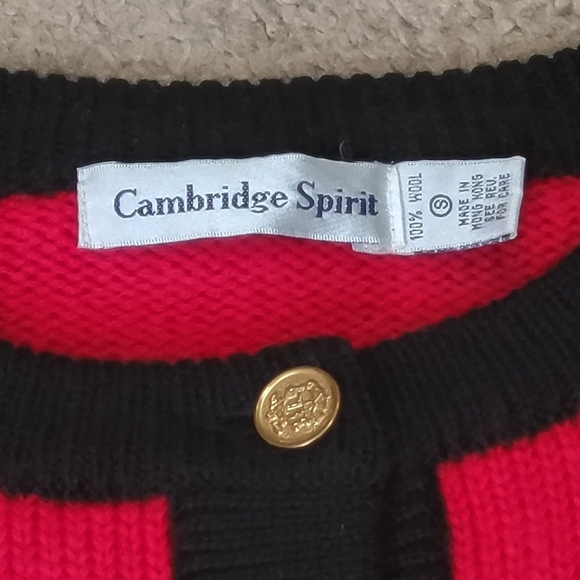 Cambridge Spirit
100% WOOL
S
MADE IN
HONG KONG
SEE REV.
FOR CARE